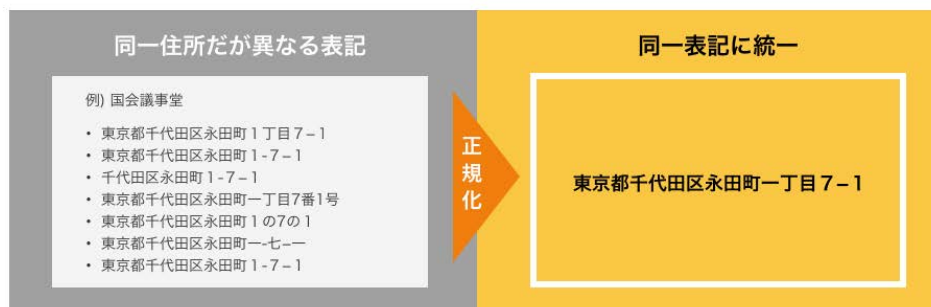 同一住所だが異なる表記
例) 国会議事堂
• 東京都千代田区永田町１丁目７−１
• 東京都千代田区永田町１-７−１
• 千代田区永田町１-７−１
• 東京都千代田区永田町一丁目7番1号
• 東京都千代田区永田町１の7の１
• 東京都千代田区永田町一-七−一
• 東京都千代田区永田町１-７−１
正規化
同一表記に統一
東京都千代田区永田町一丁目７−１